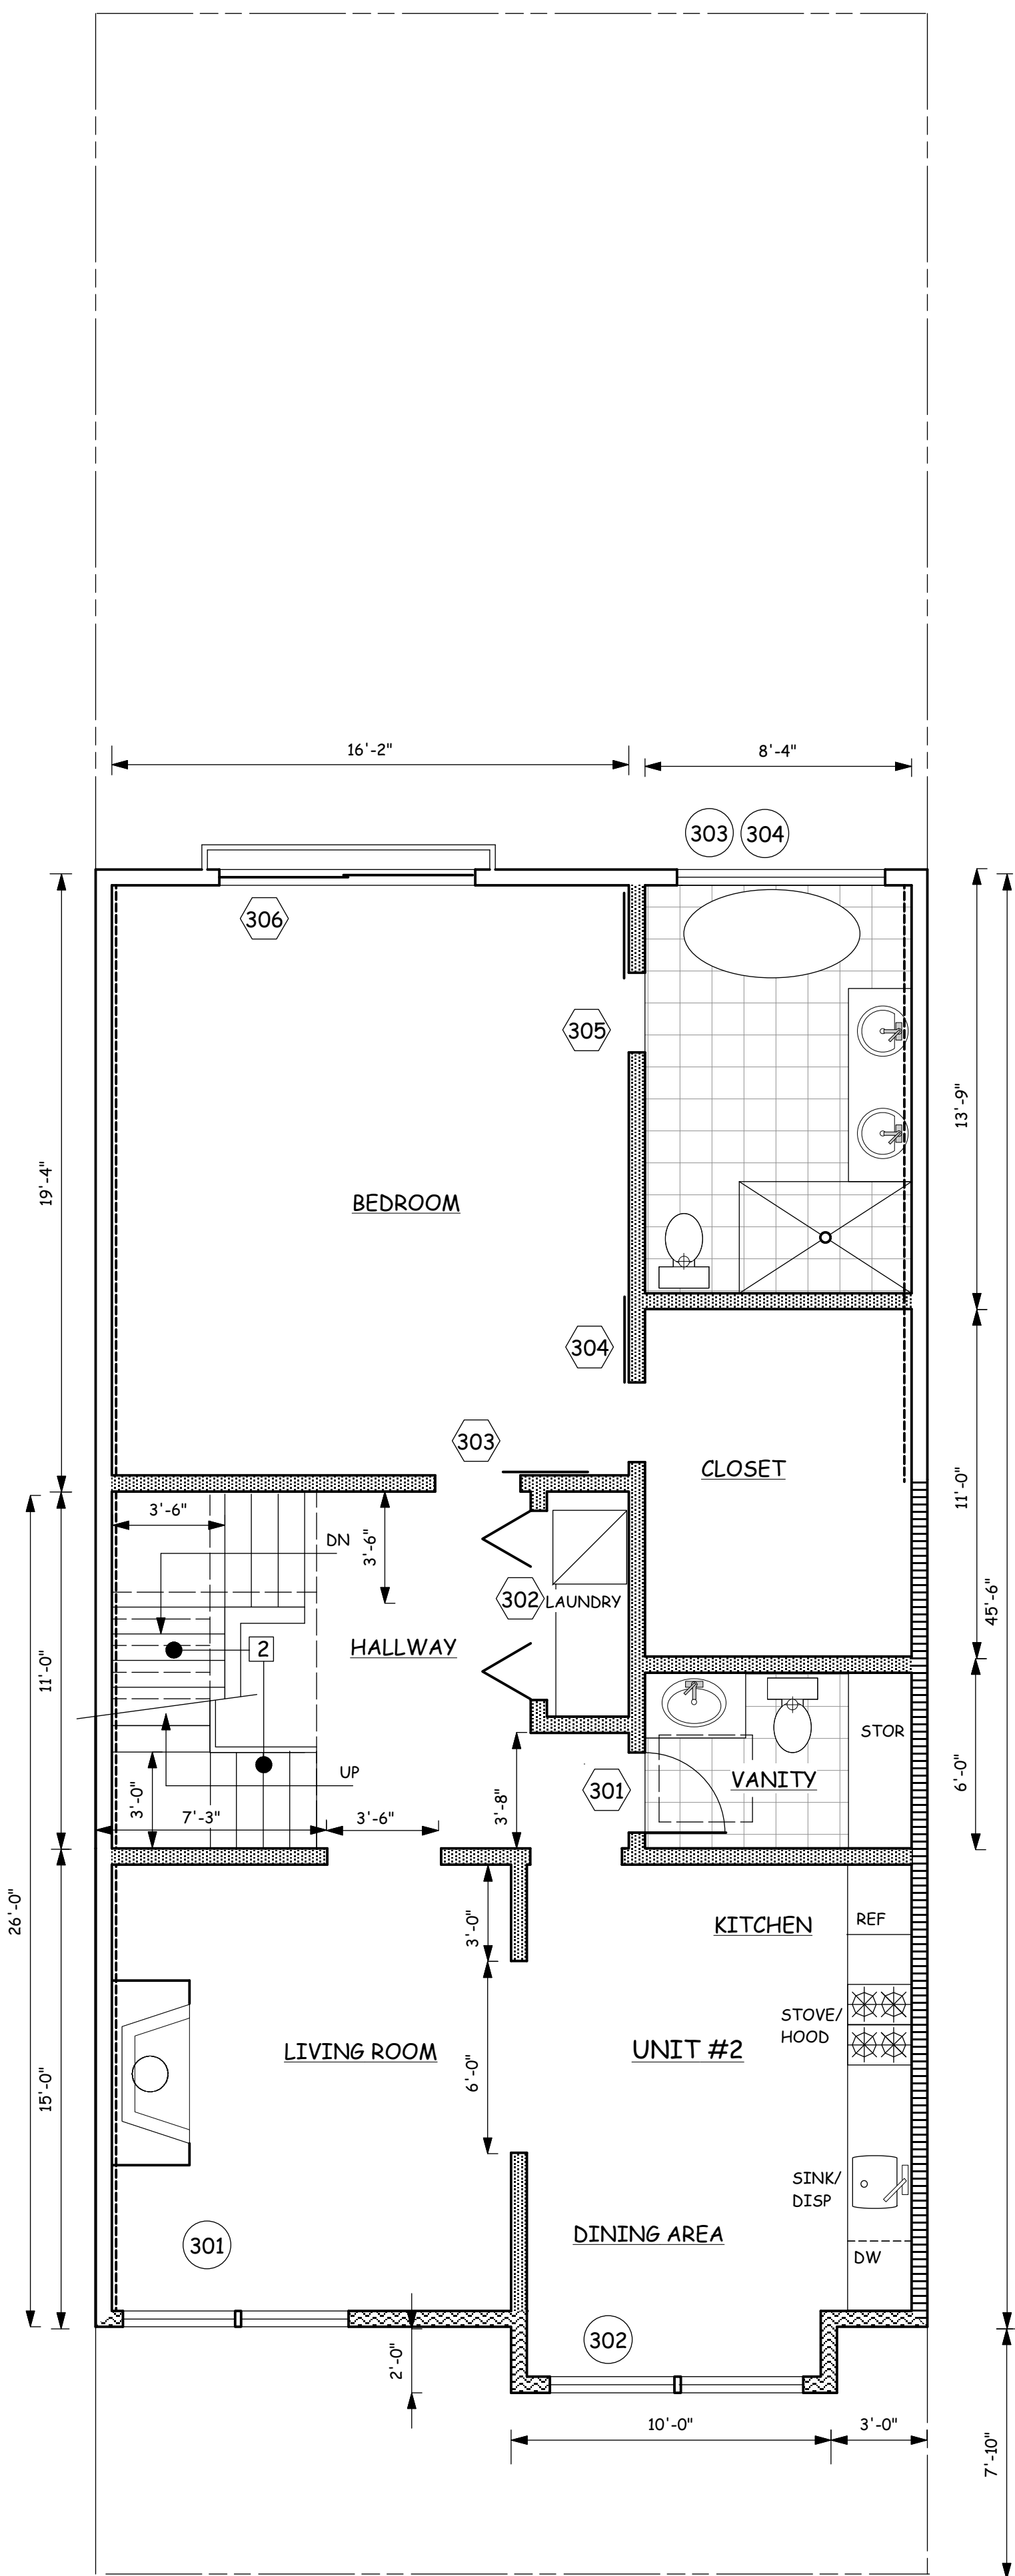 16'-2"
8'-4"
303
304
306
305
13'-9"
19'-4"
BEDROOM
304
303
CLOSET
11'-0"
3'-6"
DN
3'-6"
302
LAUNDRY
45'-6"
2
HALLWAY
11'-0"
STOR
UP
301
VANITY
6'-0"
3'-0"
7'-3"
3'-6"
3'-8"
26'-0"
3'-0"
KITCHEN
REF
STOVE/
HOOD
LIVING ROOM
UNIT #2
6'-0"
15'-0"
SINK/
DISP
DINING AREA
301
DW
302
2'-0"
10'-0"
3'-0"
7'-10"